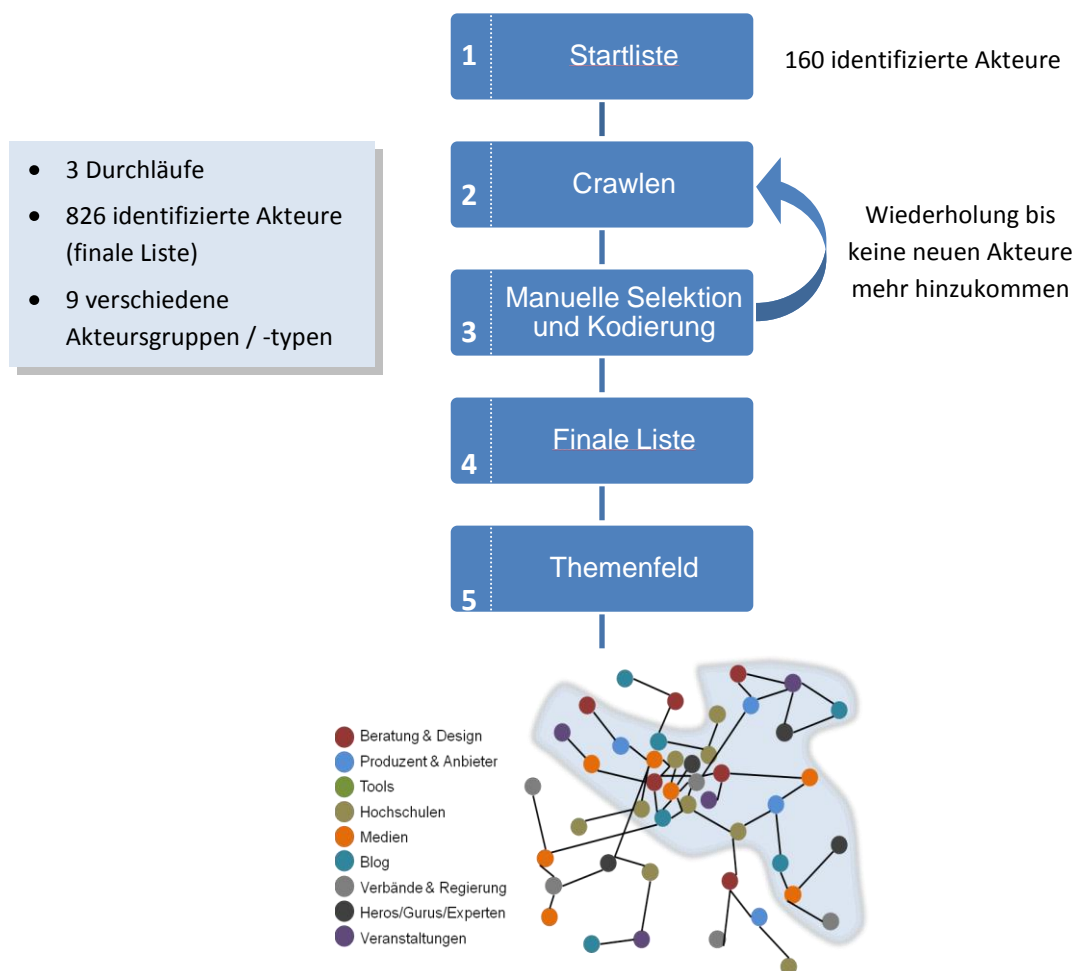 1
Startliste
160 identifizierte Akteure
• 3 Durchläufe
• 826 identifizierte Akteure
(finale Liste)
• 9 verschiedene
Akteursgruppen / -typen
2
Crawlen
Wiederholung bis
keine neuen Akteure
mehr hinzukommen
3
Manuelle Selektion
und Kodierung
4
Finale Liste
5
Themenfeld
Beratung & Design
Produzent & Anbieter
Tools
Hochschulen
Medien
Blog
Verbände & Regierung
Heros/Gurus/Experten
Veranstaltungen